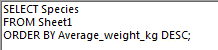 SELECT Species
FROM Sheet1
ORDER BY Average_weight_kg DESC;